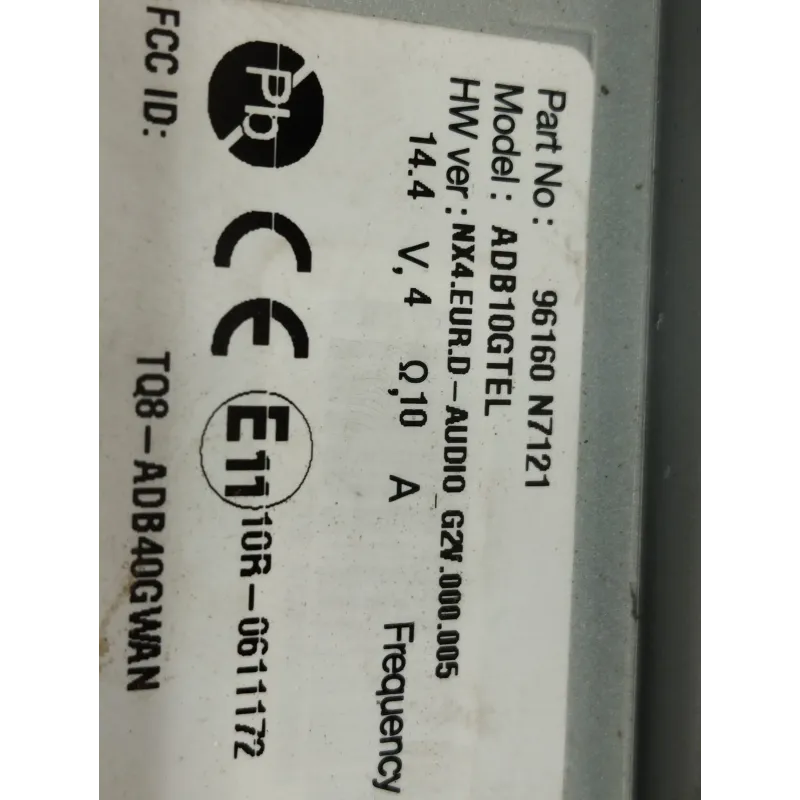 Part No : 96160 N7121
Model : ADB10GTEL
HW ver : NX4.EUR.D-AUDIO_G2V.000.005
14.4 V, 4 Ω,10 A Frequency
Pb CE E11 10R-0611172
FCC ID: TQ8-ADB40GWAN